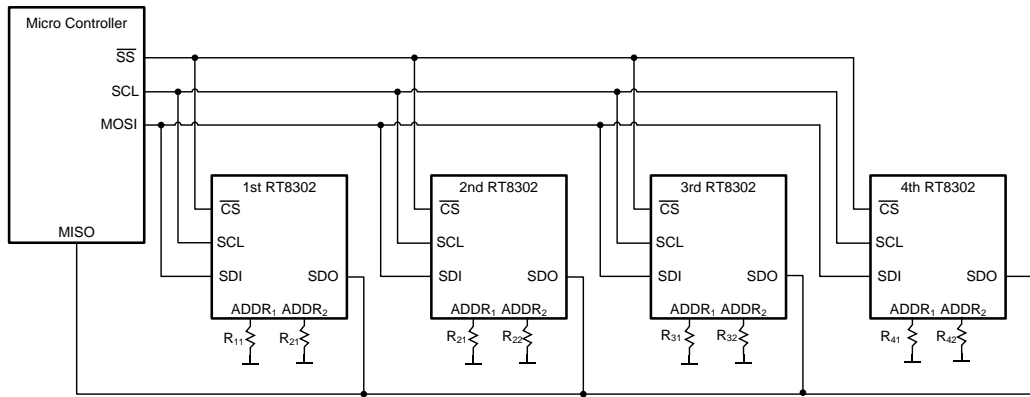 Micro Controller
SS
SCL
MOSI
MISO
1st RT8302
CS
SCL
SDI
SDO
ADDR₁ ADDR₂
R₁₁ R₂₁
2nd RT8302
CS
SCL
SDI
SDO
ADDR₁ ADDR₂
R₂₁ R₂₂
3rd RT8302
CS
SCL
SDI
SDO
ADDR₁ ADDR₂
R₃₁ R₃₂
4th RT8302
CS
SCL
SDI
SDO
ADDR₁ ADDR₂
R₄₁ R₄₂